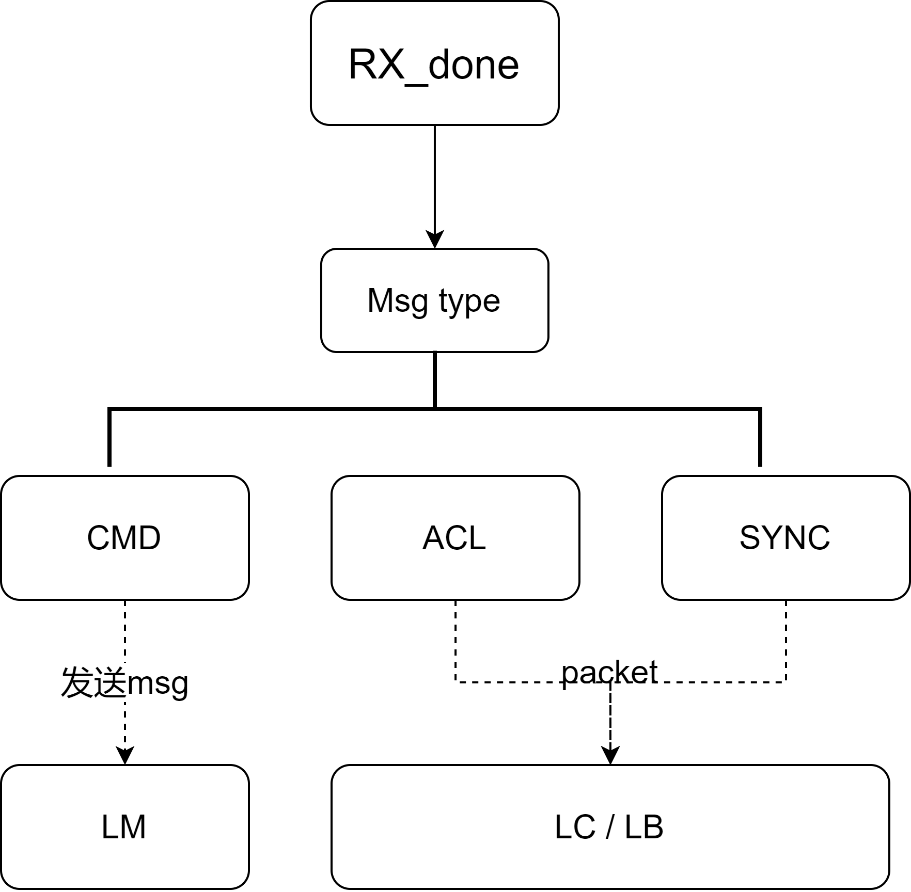 RX_done
Msg type
CMD
ACL
SYNC
发送msg
packet
LM
LC / LB